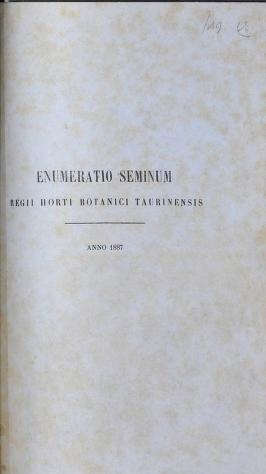 ENUMERATIO SEMINUM
REGII HORTI BOTANICI TAURINENSIS
ANNO 1887